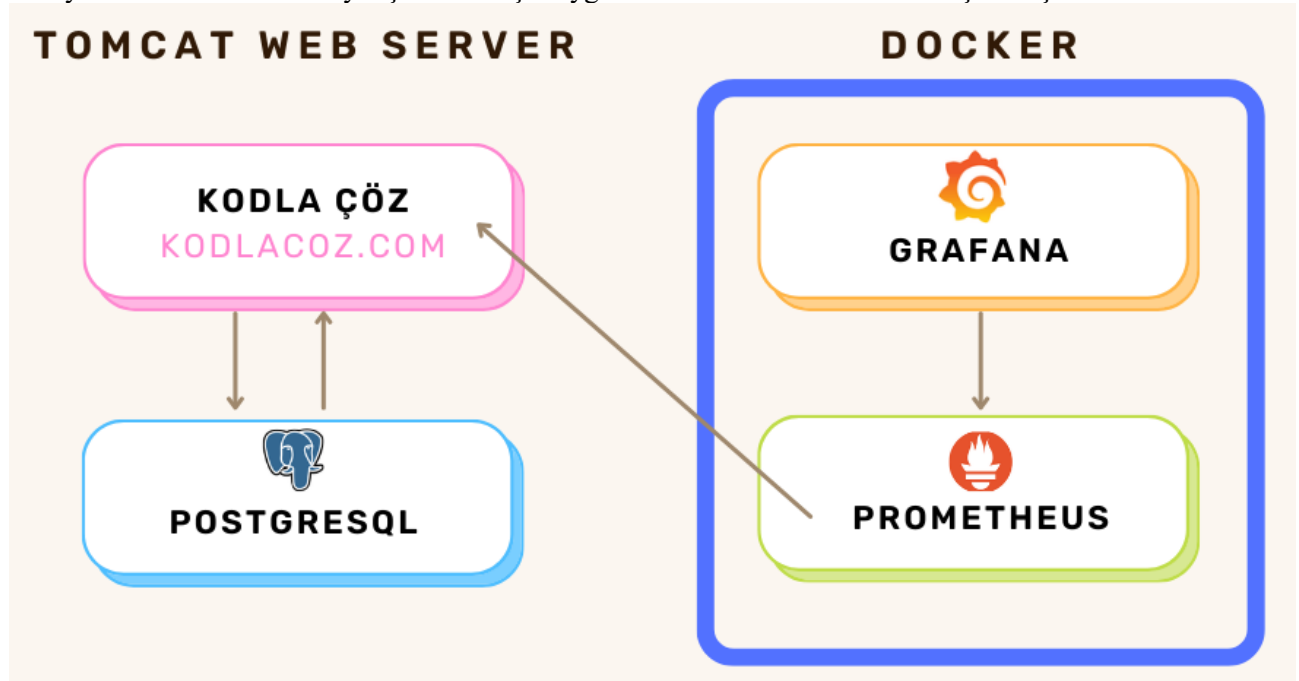 TOMCAT WEB SERVER
DOCKER
KODLA ÇÖZ
KODLACOZ.COM
GRAFANA
POSTGRESQL
PROMETHEUS